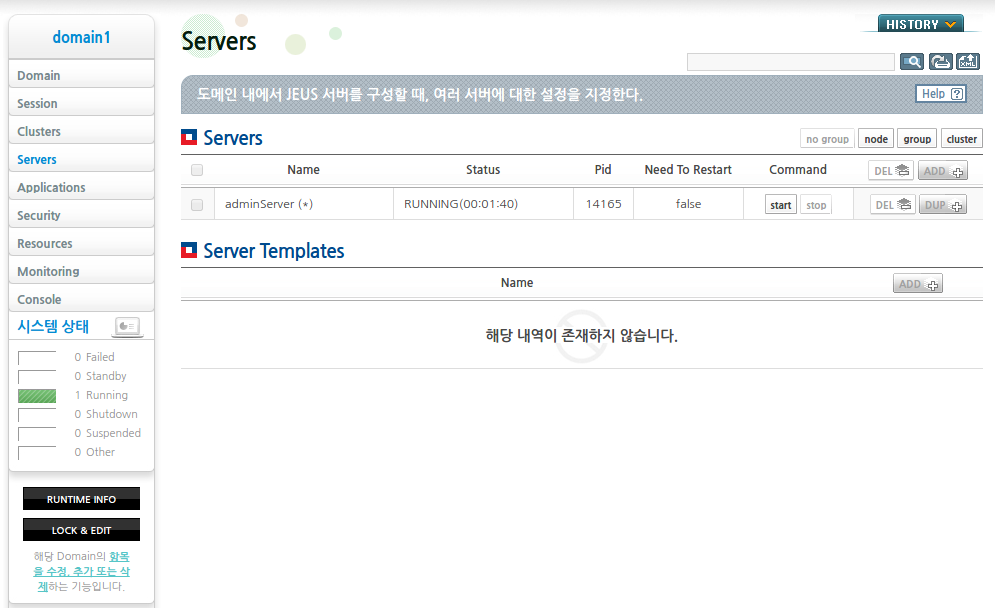 domain1
Domain
Session
Clusters
Servers
Applications
Security
Resources
Monitoring
Console
시스템 상태
0 Failed
0 Standby
1 Running
0 Shutdown
0 Suspended
0 Other
RUNTIME INFO
LOCK & EDIT
해당 Domain의 항목
을 수정, 추가 또는 삭
제하는 기능입니다.
Servers
HISTORY
XML
도메인 내에서 JEUS 서버를 구성할 때, 여러 서버에 대한 설정을 지정한다.
Help ?
Servers
no group node group cluster
Name Status Pid Need To Restart Command DEL ADD
adminServer (*) RUNNING(00:01:40) 14165 false start stop DEL DUP
Server Templates
Name ADD
해당 내역이 존재하지 않습니다.